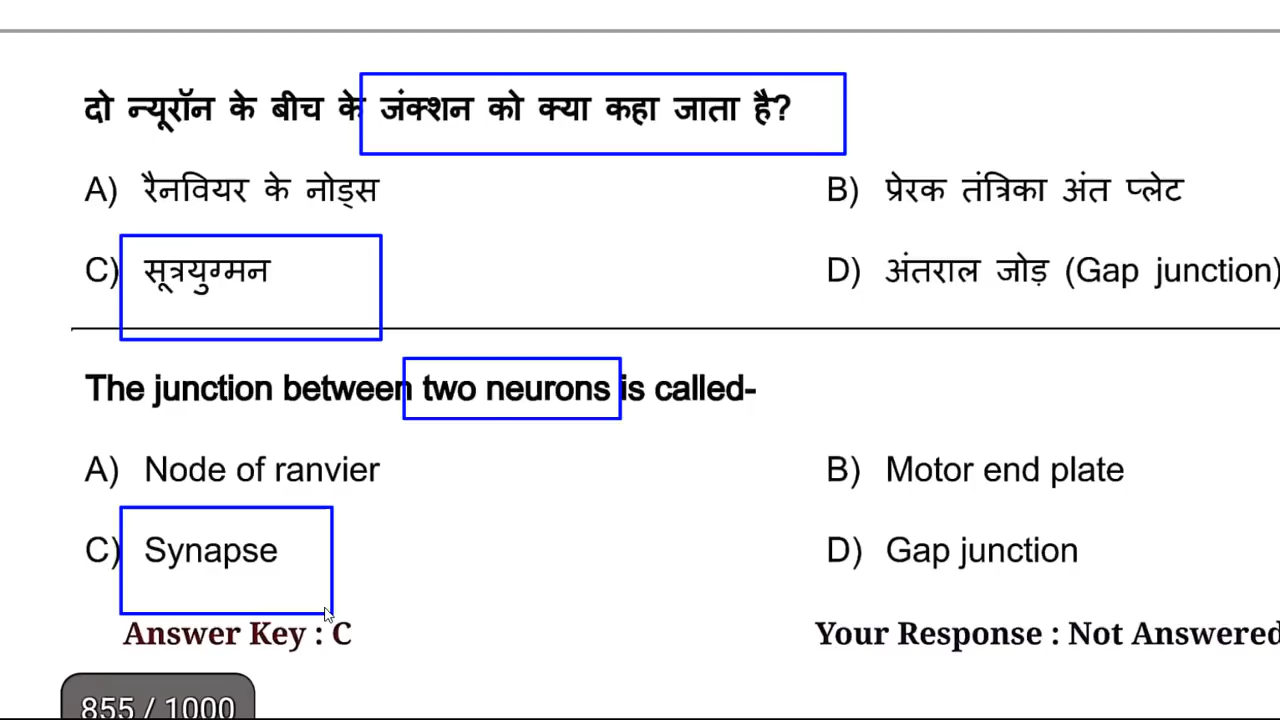 दो न्यूरॉन के बीच के जंक्शन को क्या कहा जाता है?
A) रैनवियर के नोड्स B) प्रेरक तंत्रिका अंत प्लेट
C) सूत्रयुग्मन D) अंतराल जोड़ (Gap junction)
The junction between two neurons is called-
A) Node of ranvier B) Motor end plate
C) Synapse D) Gap junction
Answer Key : C Your Response : Not Answered
855 / 1000